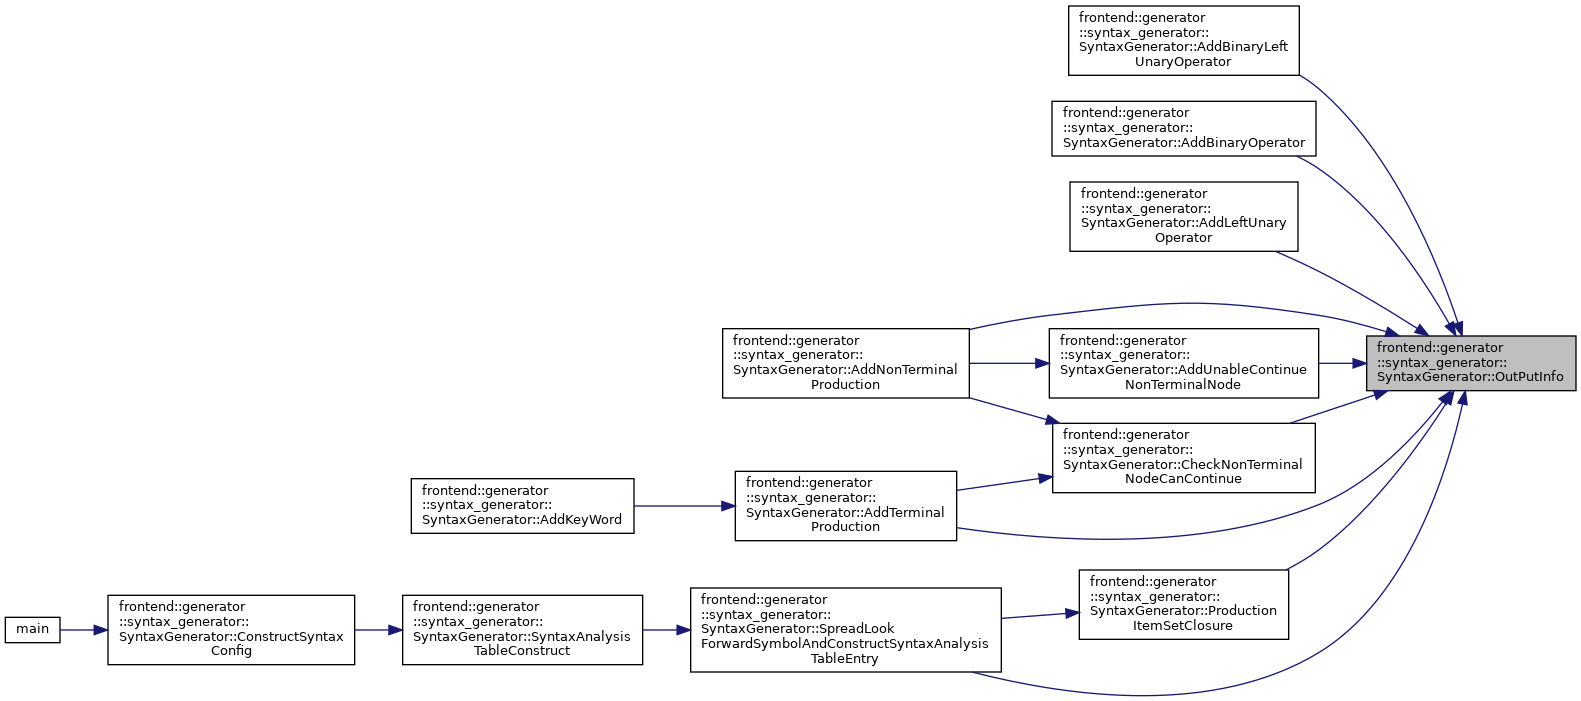 frontend::generator
::syntax_generator::
SyntaxGenerator::AddBinaryLeft
UnaryOperator
frontend::generator
::syntax_generator::
SyntaxGenerator::AddBinaryOperator
frontend::generator
::syntax_generator::
SyntaxGenerator::AddLeftUnary
Operator
frontend::generator
::syntax_generator::
SyntaxGenerator::AddNonTerminal
Production
frontend::generator
::syntax_generator::
SyntaxGenerator::AddUnableContinue
NonTerminalNode
frontend::generator
::syntax_generator::
SyntaxGenerator::OutPutInfo
frontend::generator
::syntax_generator::
SyntaxGenerator::CheckNonTerminal
NodeCanContinue
frontend::generator
::syntax_generator::
SyntaxGenerator::AddKeyWord
frontend::generator
::syntax_generator::
SyntaxGenerator::AddTerminal
Production
frontend::generator
::syntax_generator::
SyntaxGenerator::Production
ItemSetClosure
main
frontend::generator
::syntax_generator::
SyntaxGenerator::ConstructSyntax
Config
frontend::generator
::syntax_generator::
SyntaxGenerator::SyntaxAnalysis
TableConstruct
frontend::generator
::syntax_generator::
SyntaxGenerator::SpreadLook
ForwardSymbolAndConstructSyntaxAnalysis
TableEntry